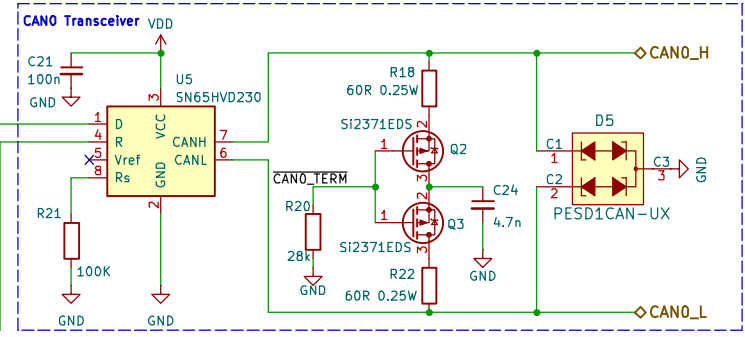 CAN0 Transceiver
VDD
C21
100n
GND
U5
SN65HVD230
3
VCC
1
D
4
R
5
Vref
8
Rs
CANH
7
CANL
6
GND
2
R21
100K
GND
GND
CAN0_TERM
R20
28k
GND
R18
60R 0.25W
Si2371EDS
2
1
Q2
3
2
1
Q3
Si2371EDS
3
R22
60R 0.25W
C24
4.7n
GND
CAN0_H
D5
C1
1
C2
2
C3
3
GND
PESD1CAN-UX
CAN0_L